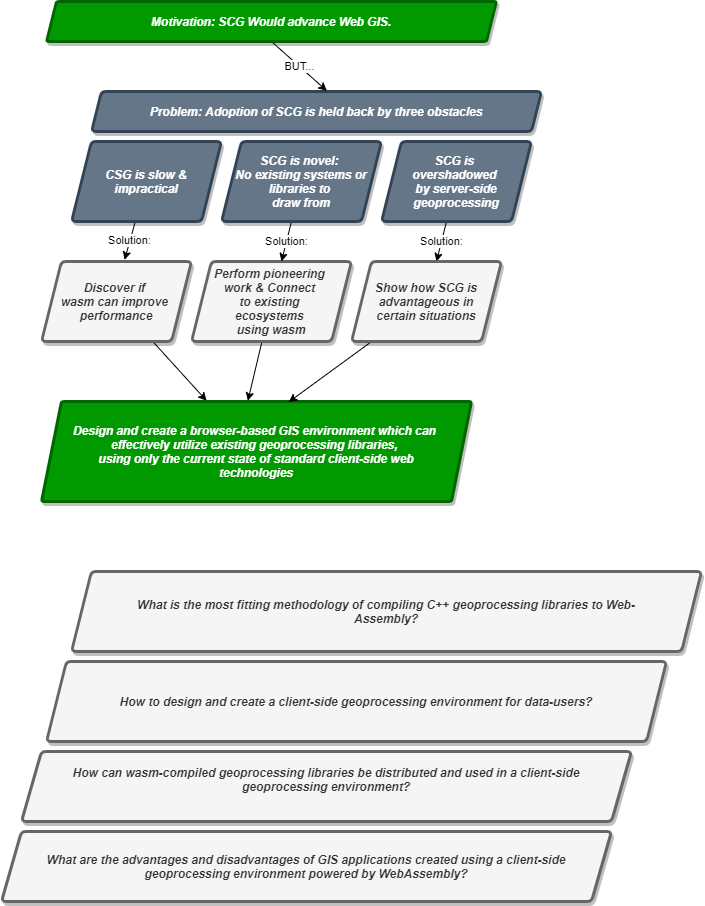 Motivation: SCG Would advance Web GIS.
BUT...
Problem: Adoption of SCG is held back by three obstacles
CSG is slow &
impractical
SCG is novel:
No existing systems or
libraries to
draw from
SCG is
overshadowed
by server-side
geoprocessing
Solution:
Solution:
Solution:
Discover if
wasm can improve
performance
Perform pioneering
work & Connect
to existing
ecosystems
using wasm
Show how SCG is
advantageous in
certain situations
Design and create a browser-based GIS environment which can
effectively utilize existing geoprocessing libraries,
using only the current state of standard client-side web
technologies
What is the most fitting methodology of compiling C++ geoprocessing libraries to Web-
Assembly?
How to design and create a client-side geoprocessing environment for data-users?
How can wasm-compiled geoprocessing libraries be distributed and used in a client-side
geoprocessing environment?
What are the advantages and disadvantages of GIS applications created using a client-side
geoprocessing environment powered by WebAssembly?